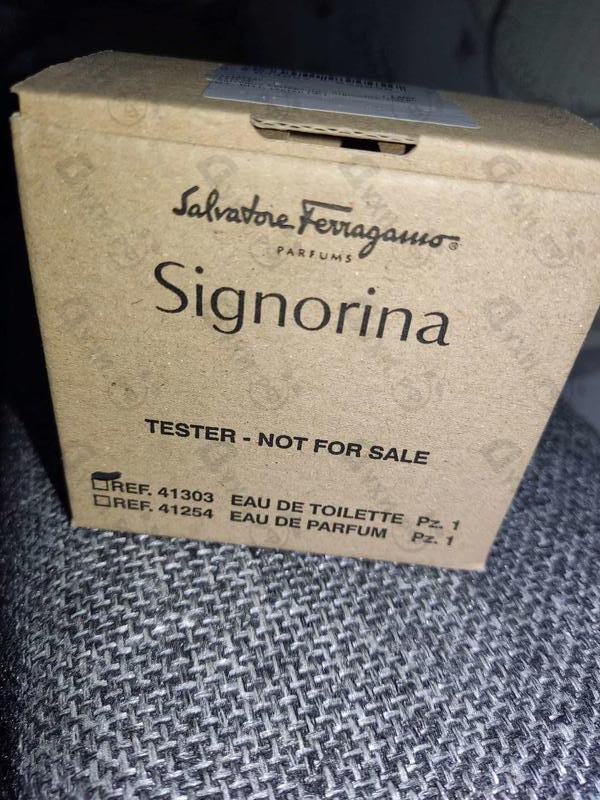 Salvatore Ferragamo®
PARFUMS
Signorina
TESTER - NOT FOR SALE
REF. 41303 EAU DE TOILETTE Pz. 1
REF. 41254 EAU DE PARFUM Pz. 1